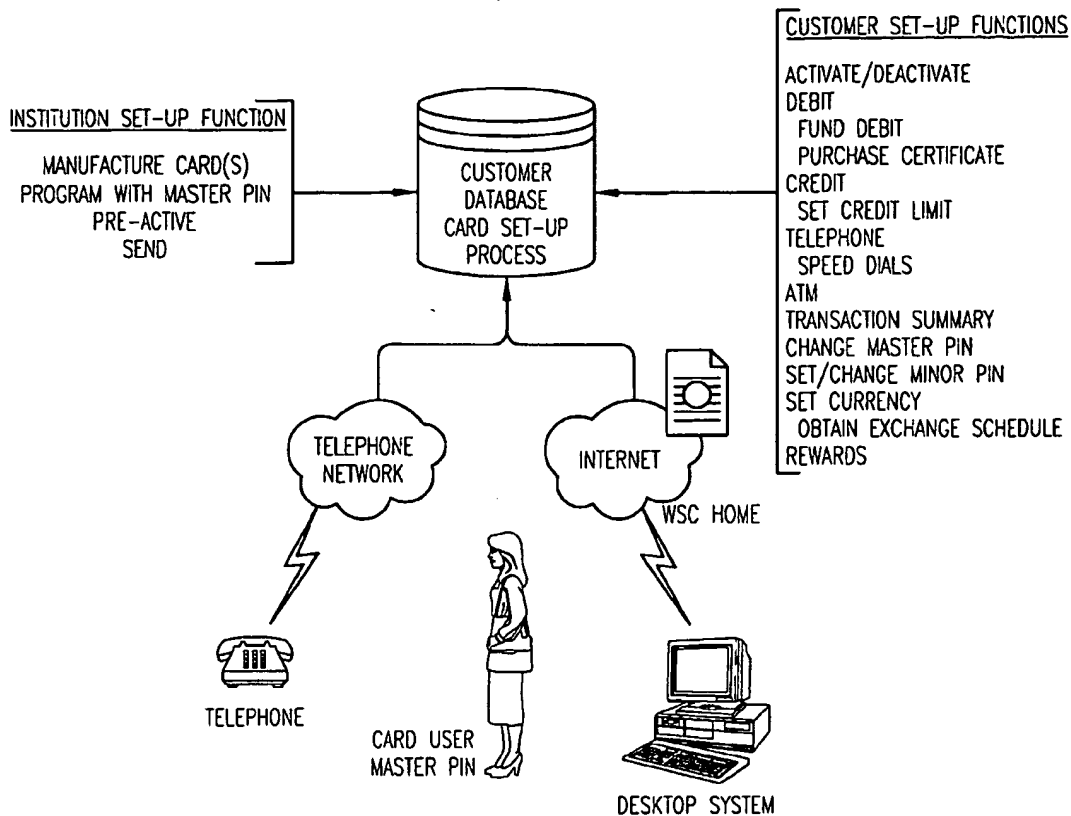 CUSTOMER SET-UP FUNCTIONS
ACTIVATE/DEACTIVATE
DEBIT
FUND DEBIT
PURCHASE CERTIFICATE
CREDIT
SET CREDIT LIMIT
TELEPHONE
SPEED DIALS
ATM
TRANSACTION SUMMARY
CHANGE MASTER PIN
SET/CHANGE MINOR PIN
SET CURRENCY
OBTAIN EXCHANGE SCHEDULE
REWARDS
INSTITUTION SET-UP FUNCTION
MANUFACTURE CARD(S)
PROGRAM WITH MASTER PIN
PRE-ACTIVE
SEND
CUSTOMER
DATABASE
CARD SET-UP
PROCESS
TELEPHONE
NETWORK
INTERNET
WSC HOME
TELEPHONE
CARD USER
MASTER PIN
DESKTOP SYSTEM